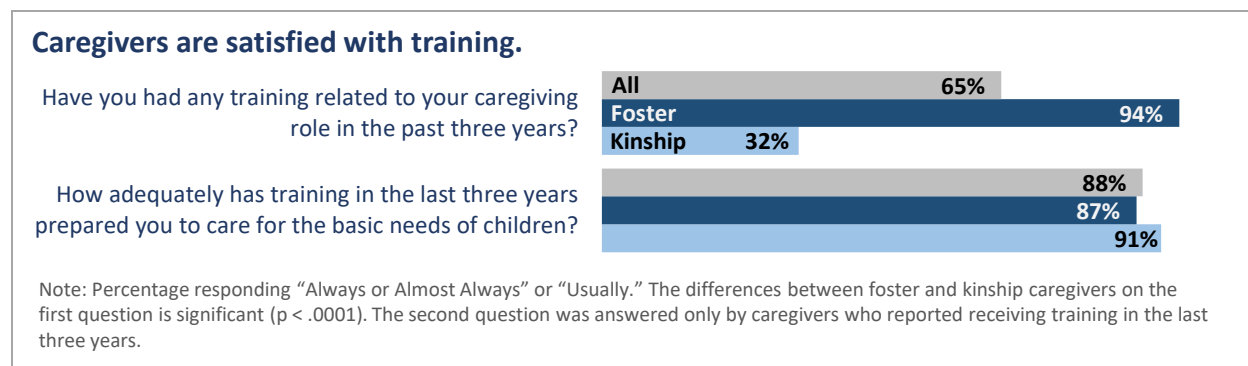 Caregivers are satisfied with training.
Have you had any training related to your caregiving
role in the past three years?
All 65%
Foster 94%
Kinship 32%
How adequately has training in the last three years
prepared you to care for the basic needs of children?
88%
87%
91%
Note: Percentage responding “Always or Almost Always” or “Usually.” The differences between foster and kinship caregivers on the
first question is significant (p < .0001). The second question was answered only by caregivers who reported receiving training in the last
three years.